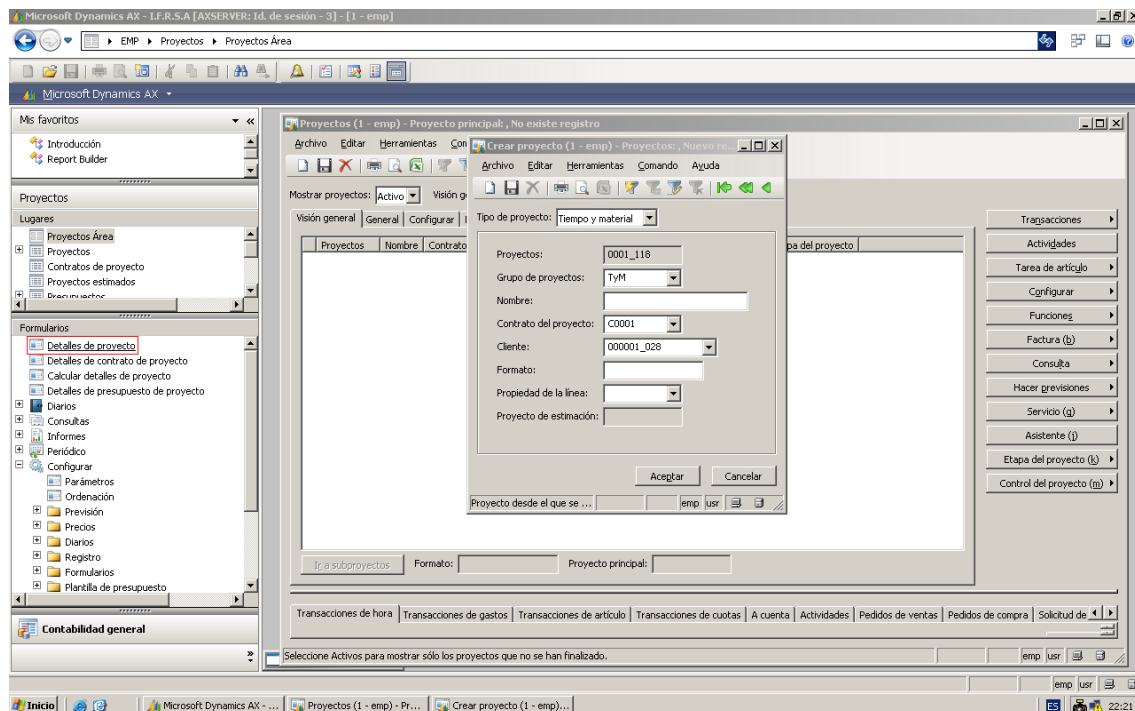 Microsoft Dynamics AX - I.F.R.S.A [AXSERVER: Id. de sesión - 3] - [1 - emp]
EMP Proyectos Proyectos Área
Microsoft Dynamics AX
Mis favoritos
Introducción
Report Builder
Proyectos
Lugares
Proyectos Área
Proyectos
Contratos de proyecto
Proyectos estimados
Presupuestos
Formularios
Detalles de proyecto
Detalles de contrato de proyecto
Calcular detalles de proyecto
Detalles de presupuesto de proyecto
Diarios
Consultas
Informes
Periódico
Configurar
Parámetros
Ordenación
Previsión
Precios
Diarios
Registro
Formularios
Plantilla de presupuesto
Contabilidad general
Proyectos (1 - emp) - Proyecto principal: , No existe registro
Archivo Editar Herramientas Con
Mostrar proyectos: Activo Visión g
Visión general General Configurar
Proyectos Nombre Contrato pa del proyecto
Crear proyecto (1 - emp) - Proyectos: , Nuevo re...
Archivo Editar Herramientas Comando Ayuda
Tipo de proyecto: Tiempo y material
Proyectos: 0001_118
Grupo de proyectos: TyM
Nombre:
Contrato del proyecto: C0001
Cliente: 000001_028
Formato:
Propiedad de la línea:
Proyecto de estimación:
Aceptar Cancelar
Proyecto desde el que se ... emp usr
Transacciones
Actividades
Tarea de artículo
Configurar
Funciones
Factura (b)
Consulta
Hacer previsiones
Servicio (g)
Asistente (j)
Etapa del proyecto (k)
Control del proyecto (m)
Ir a subproyectos Formato: Proyecto principal:
Transacciones de hora Transacciones de gastos Transacciones de artículo Transacciones de cuotas A cuenta Actividades Pedidos de ventas Pedidos de compra Solicitud de
Seleccione Activos para mostrar sólo los proyectos que no se han finalizado. emp usr
emp usr
Inicio Microsoft Dynamics AX - ... Proyectos (1 - emp) - Pr... Crear proyecto (1 - emp)... ES 22:21